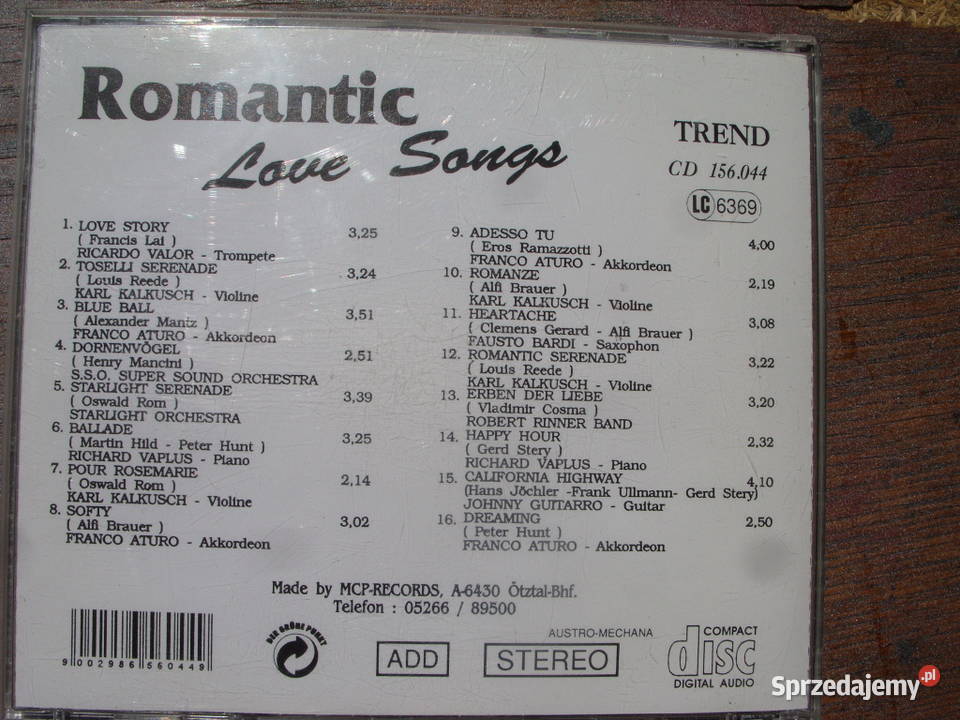 Romantic
Love Songs
TREND
CD 156.044
LC 6369
1. LOVE STORY 3,25
( Francis Lai )
RICARDO VALOR - Trompete
2. TOSELLI SERENADE 3,24
( Louis Reede )
KARL KALKUSCH - Violine
3. BLUE BALL 3,51
( Alexander Mantz )
FRANCO ATURO - Akkordeon
4. DORNENVÖGEL 2,51
( Henry Mancini )
S.S.O. SUPER SOUND ORCHESTRA
5. STARLIGHT SERENADE 3,39
( Oswald Rom )
STARLIGHT ORCHESTRA
6. BALLADE 3,25
( Martin Hild - Peter Hunt )
RICHARD VAPLUS - Piano
7. POUR ROSEMARIE 2,14
( Oswald Rom )
KARL KALKUSCH - Violine
8. SOFTY 3,02
( Alfi Brauer )
FRANCO ATURO - Akkordeon
9. ADESSO TU 4,00
( Eros Ramazzotti )
FRANCO ATURO - Akkordeon
10. ROMANZE 2,19
( Alfi Brauer )
KARL KALKUSCH - Violine
11. HEARTACHE 3,08
( Clemens Gerard - Alfi Brauer )
FAUSTO BARDI - Saxophon
12. ROMANTIC SERENADE 3,22
( Louis Reede )
KARL KALKUSCH - Violine
13. ERBEN DER LIEBE 3,20
( Vladimir Cosma )
ROBERT RINNER BAND
14. HAPPY HOUR 2,32
( Gerd Stery )
RICHARD VAPLUS - Piano
15. CALIFORNIA HIGHWAY 4,10
(Hans Jöchler -Frank Ullmann- Gerd Stery)
JOHNNY GUITARRO - Guitar
16. DREAMING 2,50
( Peter Hunt )
FRANCO ATURO - Akkordeon
Made by MCP-RECORDS, A-6430 Ötztal-Bhf.
Telefon : 05266 / 89500
9 002986 560449
DER GRÜNE PUNKT
ADD
STEREO
AUSTRO-MECHANA
COMPACT
disc
DIGITAL AUDIO
Sprzedajemy.pl